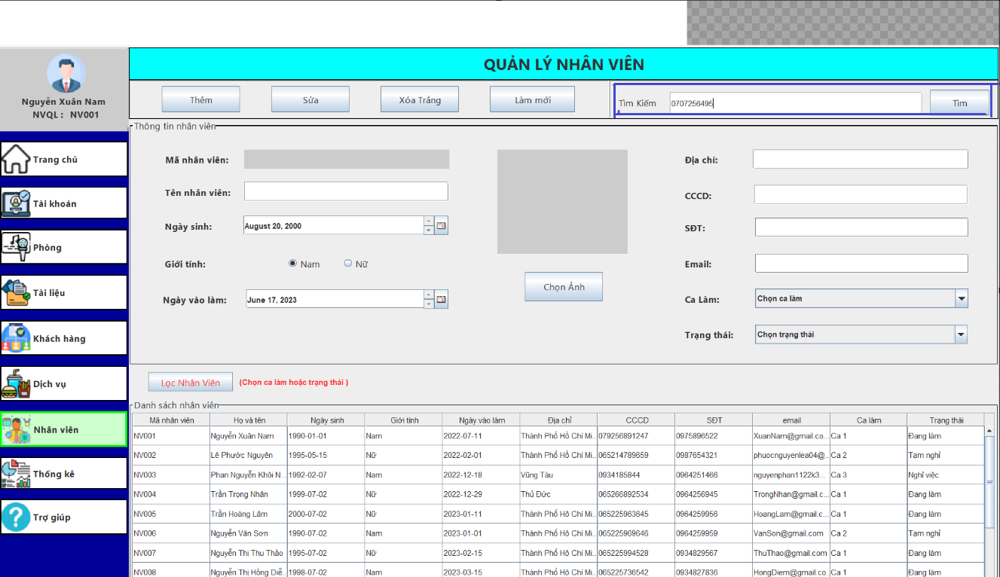 QUẢN LÝ NHÂN VIÊN
Nguyễn Xuân Nam
NVQL : NV001
Thêm
Sửa
Xóa Trắng
Làm mới
Tìm Kiếm
0707256495
Tìm
Trang chủ
Tài khoản
Phòng
Tài liệu
Khách hàng
Dịch vụ
Nhân viên
Thống kê
Trợ giúp
Thông tin nhân viên
Mã nhân viên:
Tên nhân viên:
Ngày sinh:
August 20, 2000
Giới tính:
Nam
Nữ
Ngày vào làm:
June 17, 2023
Chọn Ảnh
Địa chỉ:
CCCD:
SĐT:
Email:
Ca Làm:
Chọn ca làm
Trạng thái:
Chọn trạng thái
Lọc Nhân Viên
(Chọn ca làm hoặc trạng thái )
Danh sách nhân viên
Mã nhân viên Họ và tên Ngày sinh Giới tính Ngày vào làm Địa chỉ CCCD SĐT email Ca làm Trạng thái
NV001 Nguyễn Xuân Nam 1990-01-01 Nam 2022-07-11 Thành Phố Hồ Chí Mi... 079256891247 0975896522 XuanNam@gmail.co... Ca 1 Đang làm
NV002 Lê Phước Nguyên 1995-05-15 Nữ 2022-02-01 Thành Phố Hồ Chí Mi... 065214789659 0987654321 phuocnguyenlea04@... Ca 2 Tạm nghỉ
NV003 Phan Nguyễn Khôi N... 1992-02-07 Nam 2022-12-18 Vũng Tàu 0934185844 0964251466 nguyenphan1122k3... Ca 3 Nghỉ việc
NV004 Trần Trọng Nhân 1999-07-02 Nữ 2022-12-29 Thủ Đức 065266892534 0964256945 TrongNhan@gmail.c... Ca 1 Đang làm
NV005 Trần Hoàng Lâm 2000-07-02 Nữ 2023-01-11 Thành Phố Hồ Chí Mi... 065225963645 0964259956 HoangLam@gmail.c... Ca 1 Đang làm
NV006 Nguyễn Văn Sơn 1990-07-02 Nam 2023-01-01 Thành Phố Hồ Chí Mi... 065225969646 0964259959 VanSon@gmail.com Ca 2 Tạm nghỉ
NV007 Nguyễn Thị Thu Thảo 1995-07-02 Nữ 2023-02-15 Thành Phố Hồ Chí Mi... 065225994528 0934829567 ThuThao@gmail.com Ca 1 Đang làm
NV008 Nguyễn Thị Hồng Diễ... 1998-07-02 Nam 2023-03-15 Thành Phố Hồ Chí Mi... 065225736542 0934827836 HongDiem@gmail.co... Ca 1 Đang làm